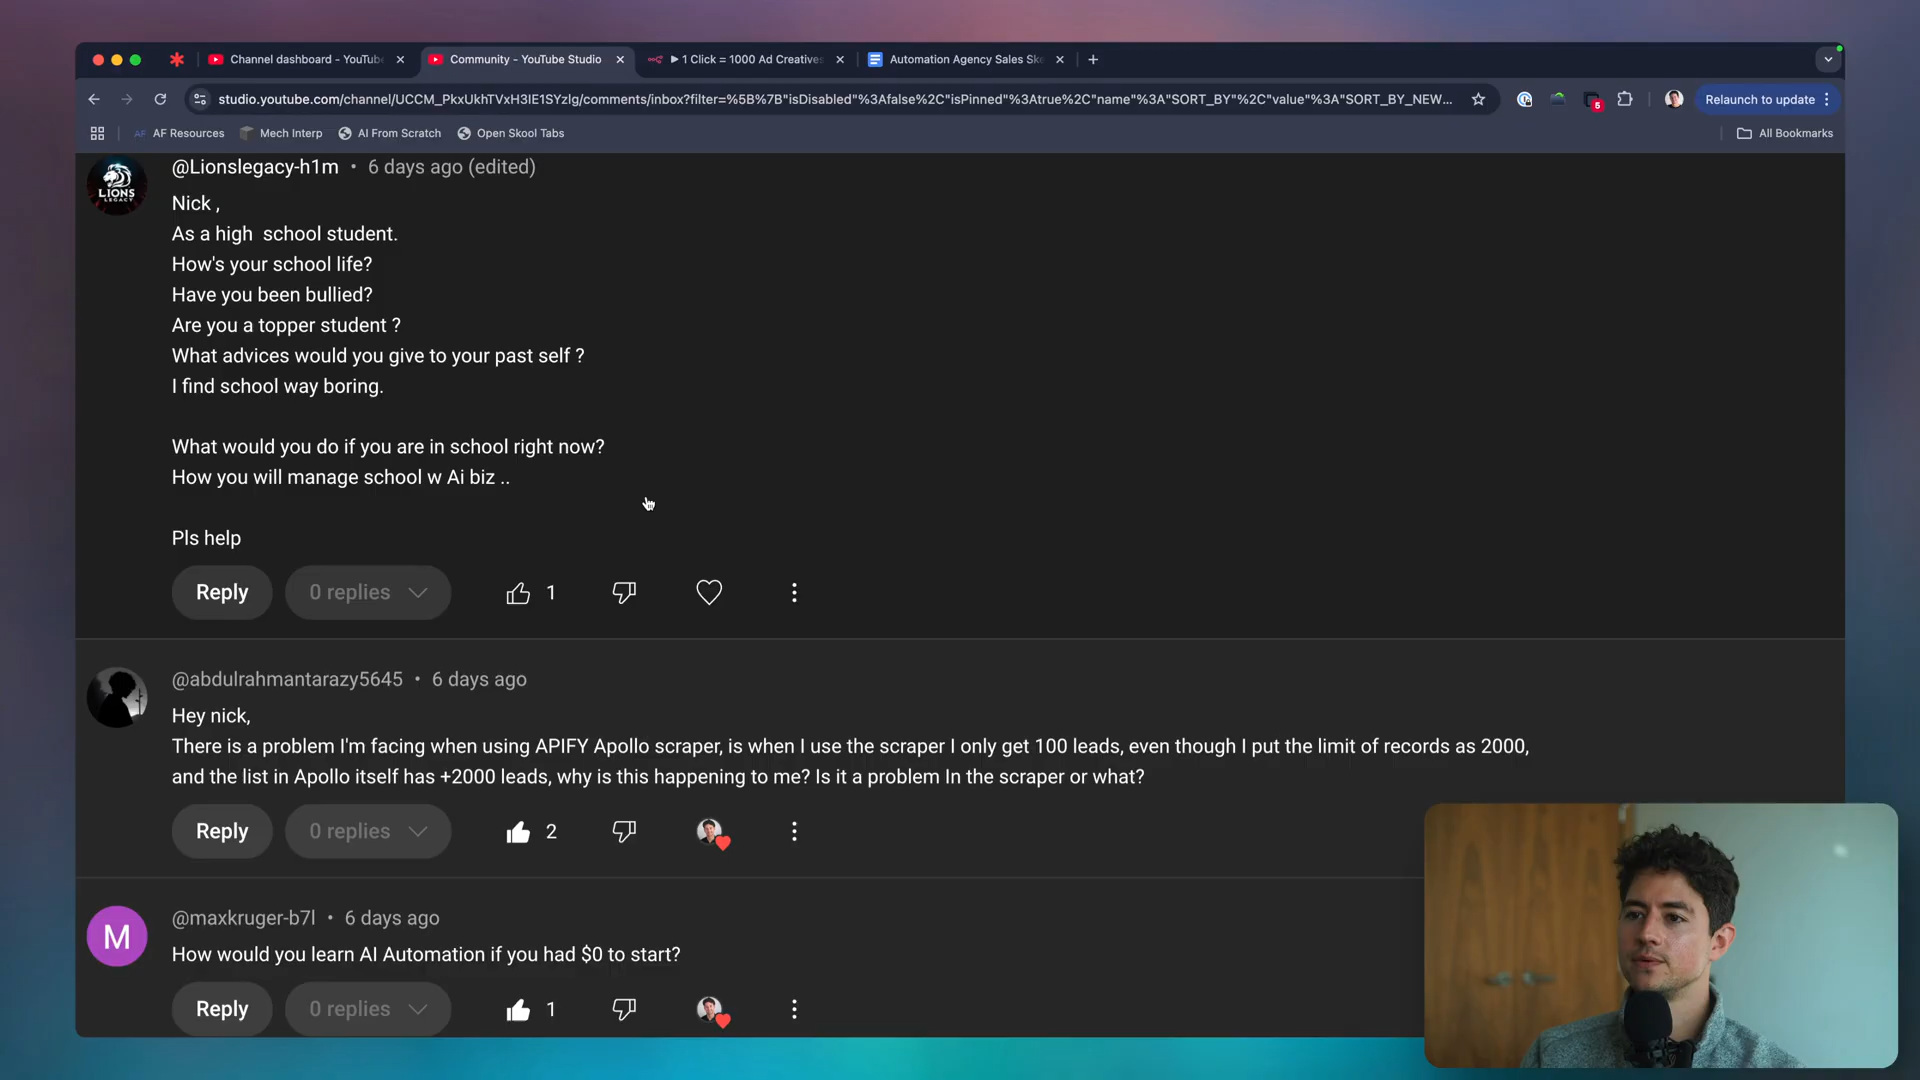 Channel dashboard - YouTube
Community - YouTube Studio
1 Click = 1000 Ad Creatives
Automation Agency Sales Ske
studio.youtube.com/channel/UCCM_PkxUkhTVxH3IE1SYzIg/comments/inbox?filter=%5B%7B"isDisabled"%3Afalse%2C"isPinned"%3Atrue%2C"name"%3A"SORT_BY"%2C"value"%3A"SORT_BY_NEW...
5
Relaunch to update
AF AF Resources
Mech Interp
AI From Scratch
Open Skool Tabs
All Bookmarks
LIONS
LEGACY
@Lionslegacy-h1m • 6 days ago (edited)
Nick ,
As a high school student.
How's your school life?
Have you been bullied?
Are you a topper student ?
What advices would you give to your past self ?
I find school way boring.
What would you do if you are in school right now?
How you will manage school w Ai biz ..
Pls help
Reply
0 replies
1
@abdulrahmantarazy5645 • 6 days ago
Hey nick,
There is a problem I'm facing when using APIFY Apollo scraper, is when I use the scraper I only get 100 leads, even though I put the limit of records as 2000,
and the list in Apollo itself has +2000 leads, why is this happening to me? Is it a problem In the scraper or what?
Reply
0 replies
2
M
@maxkruger-b7l • 6 days ago
How would you learn AI Automation if you had $0 to start?
Reply
0 replies
1